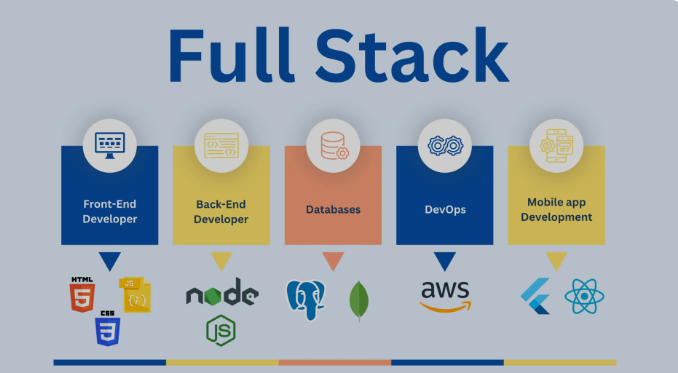 Full Stack
Front-End
Developer
Back-End
Developer
Databases
DevOps
Mobile app
Development
HTML
5
JS
CSS
3
node
JS
aws